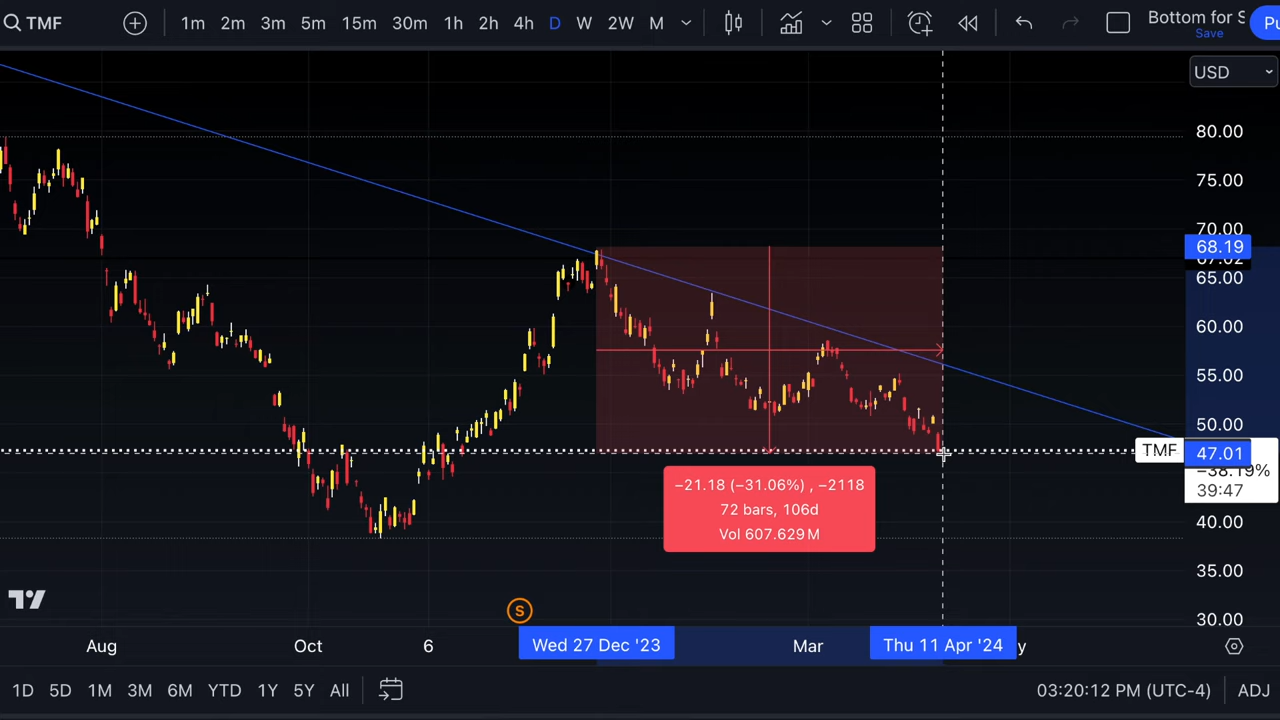 TMF 1m 2m 3m 5m 15m 30m 1h 2h 4h D W 2W M Bottom for S
Save
USD
80.00
75.00
70.00
68.19
65.00
60.00
55.00
50.00
TMF 47.01
−38.19%
39:47
−21.18 (−31.06%) , −2118
72 bars, 106d
Vol 607.629M
40.00
35.00
30.00
S
Aug Oct 6 Wed 27 Dec '23 Mar Thu 11 Apr '24 y
1D 5D 1M 3M 6M YTD 1Y 5Y All 03:20:12 PM (UTC-4) ADJ